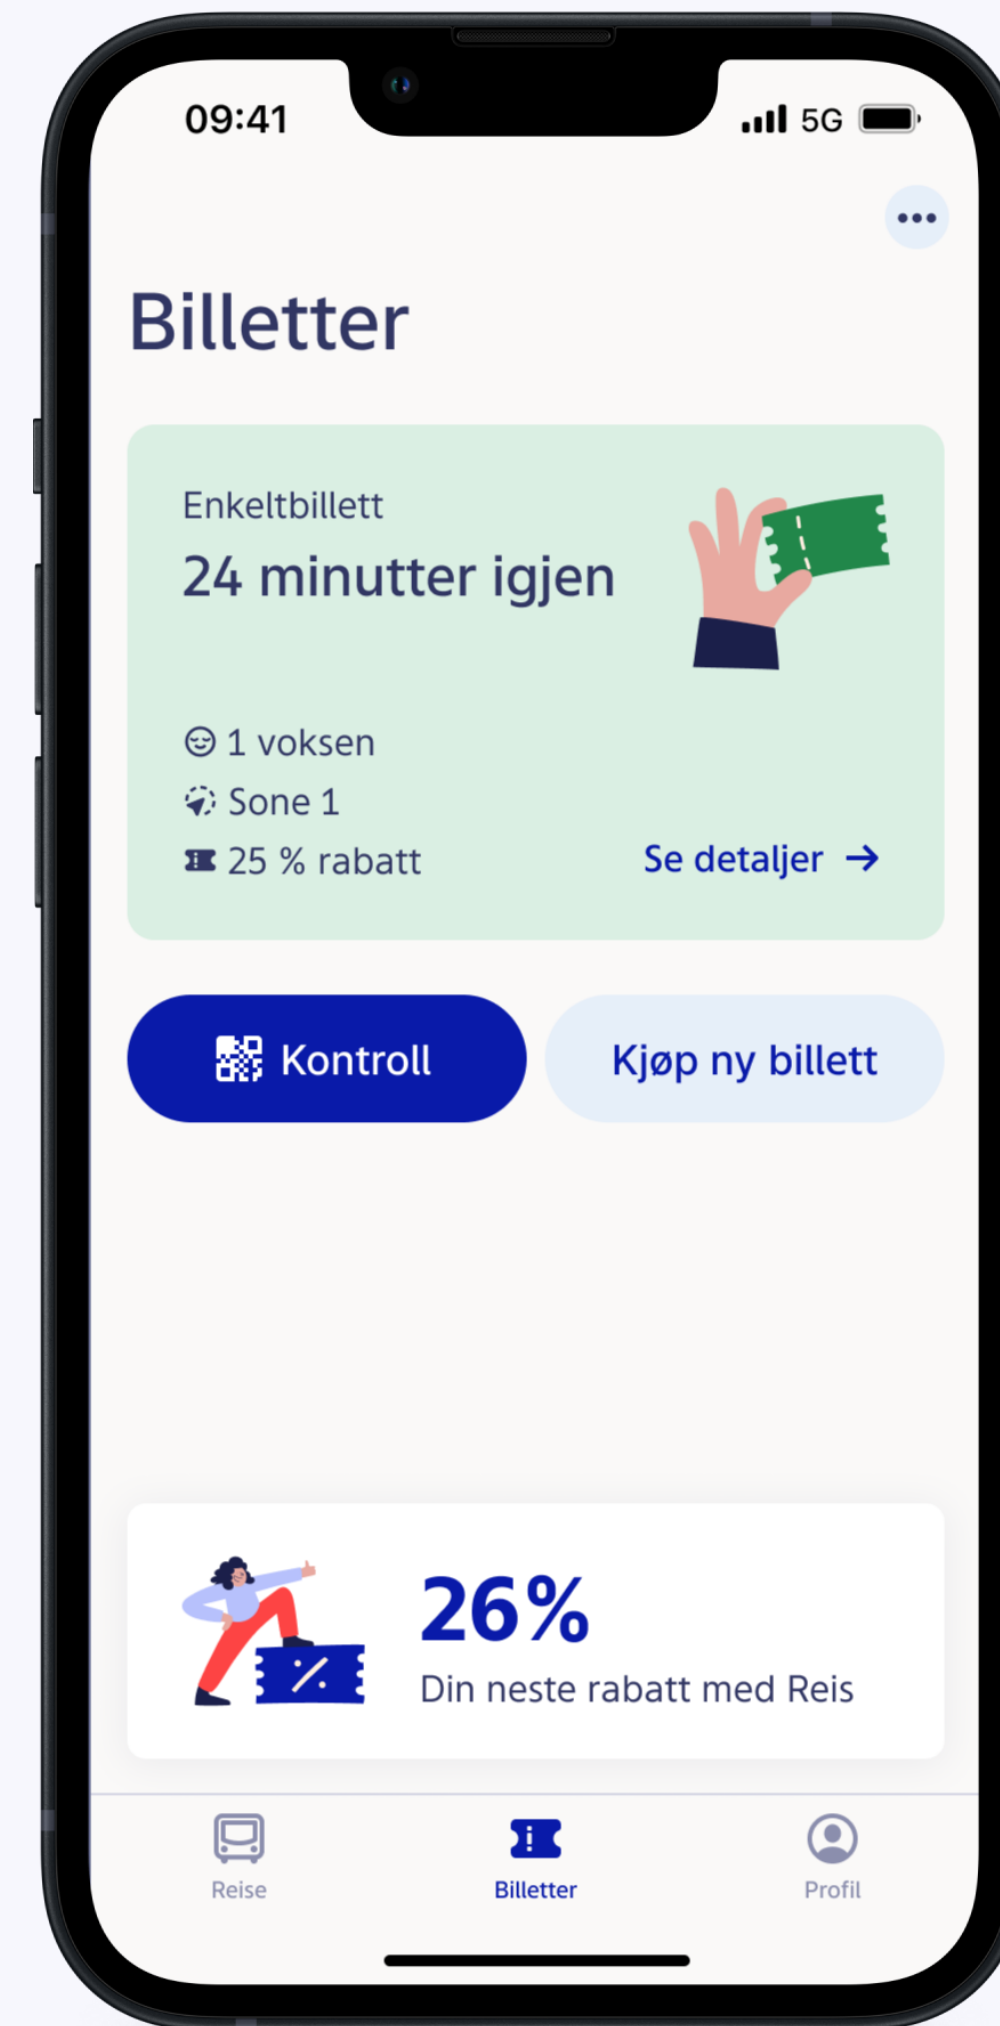 09:41
5G
Billetter
Enkeltbillett
24 minutter igjen
1 voksen
Sone 1
25 % rabatt
Se detaljer →
Kontroll
Kjøp ny billett
26%
Din neste rabatt med Reis
Reise
Billetter
Profil